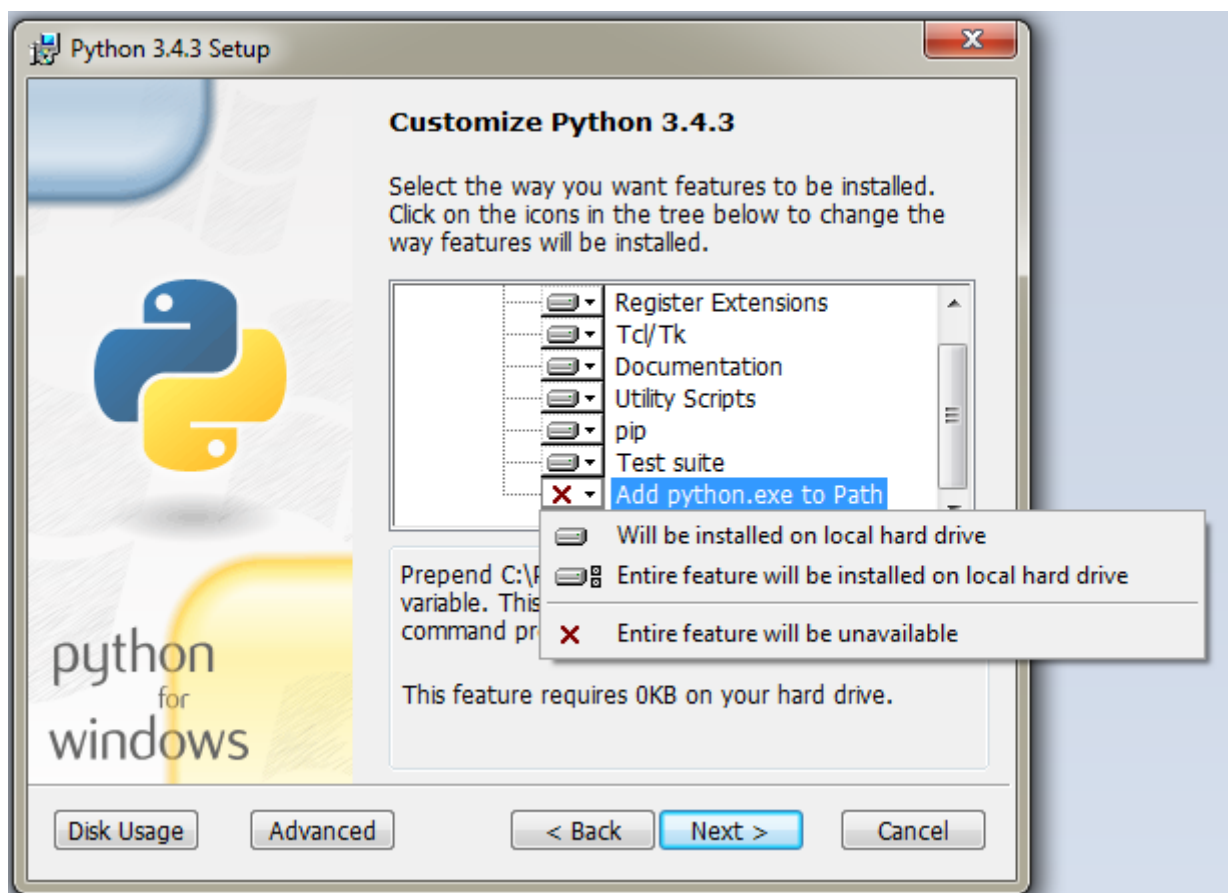 Python 3.4.3 Setup
Customize Python 3.4.3
Select the way you want features to be installed.
Click on the icons in the tree below to change the
way features will be installed.
Register Extensions
Tcl/Tk
Documentation
Utility Scripts
pip
Test suite
Add python.exe to Path
Will be installed on local hard drive
Entire feature will be installed on local hard drive
Entire feature will be unavailable
Prepend C:\
variable. This
command
This feature requires 0KB on your hard drive.
python
for
windows
Disk Usage
Advanced
< Back
Next >
Cancel